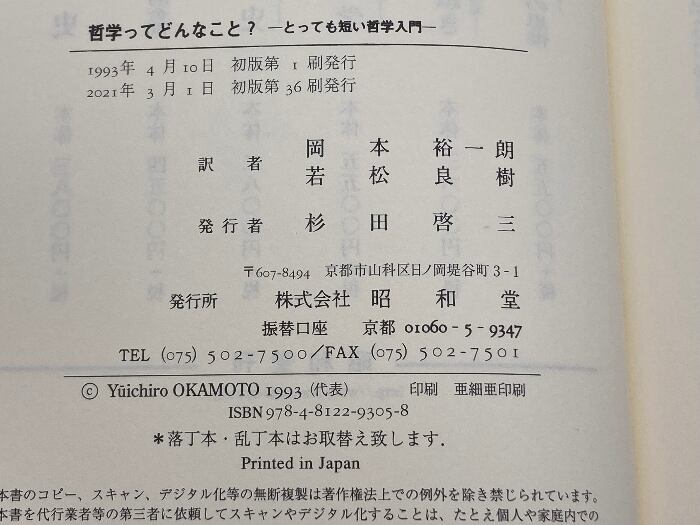 哲学ってどんなこと? ―とっても短い哲学入門―
1993年 4 月 10 日 初版第 1 刷発行
2021年 3 月 1 日 初版第 36 刷発行
訳者 岡本裕一朗
若松良樹
発行者 杉田啓三
〒607-8494 京都市山科区日ノ岡堤谷町 3-1
発行所 株式会社 昭和堂
振替口座 京都 01060-5-9347
TEL (075) 502-7500/FAX (075) 502-7501
© Yūichiro OKAMOTO 1993 (代表) 印刷 亜細亜印刷
ISBN 978-4-8122-9305-8
*落丁本・乱丁本はお取替え致します.
Printed in Japan
本書のコピー、スキャン、デジタル化等の無断複製は著作権法上での例外を除き禁じられています。
本書を代行業者等の第三者に依頼してスキャンやデジタル化することは、たとえ個人や家庭内での